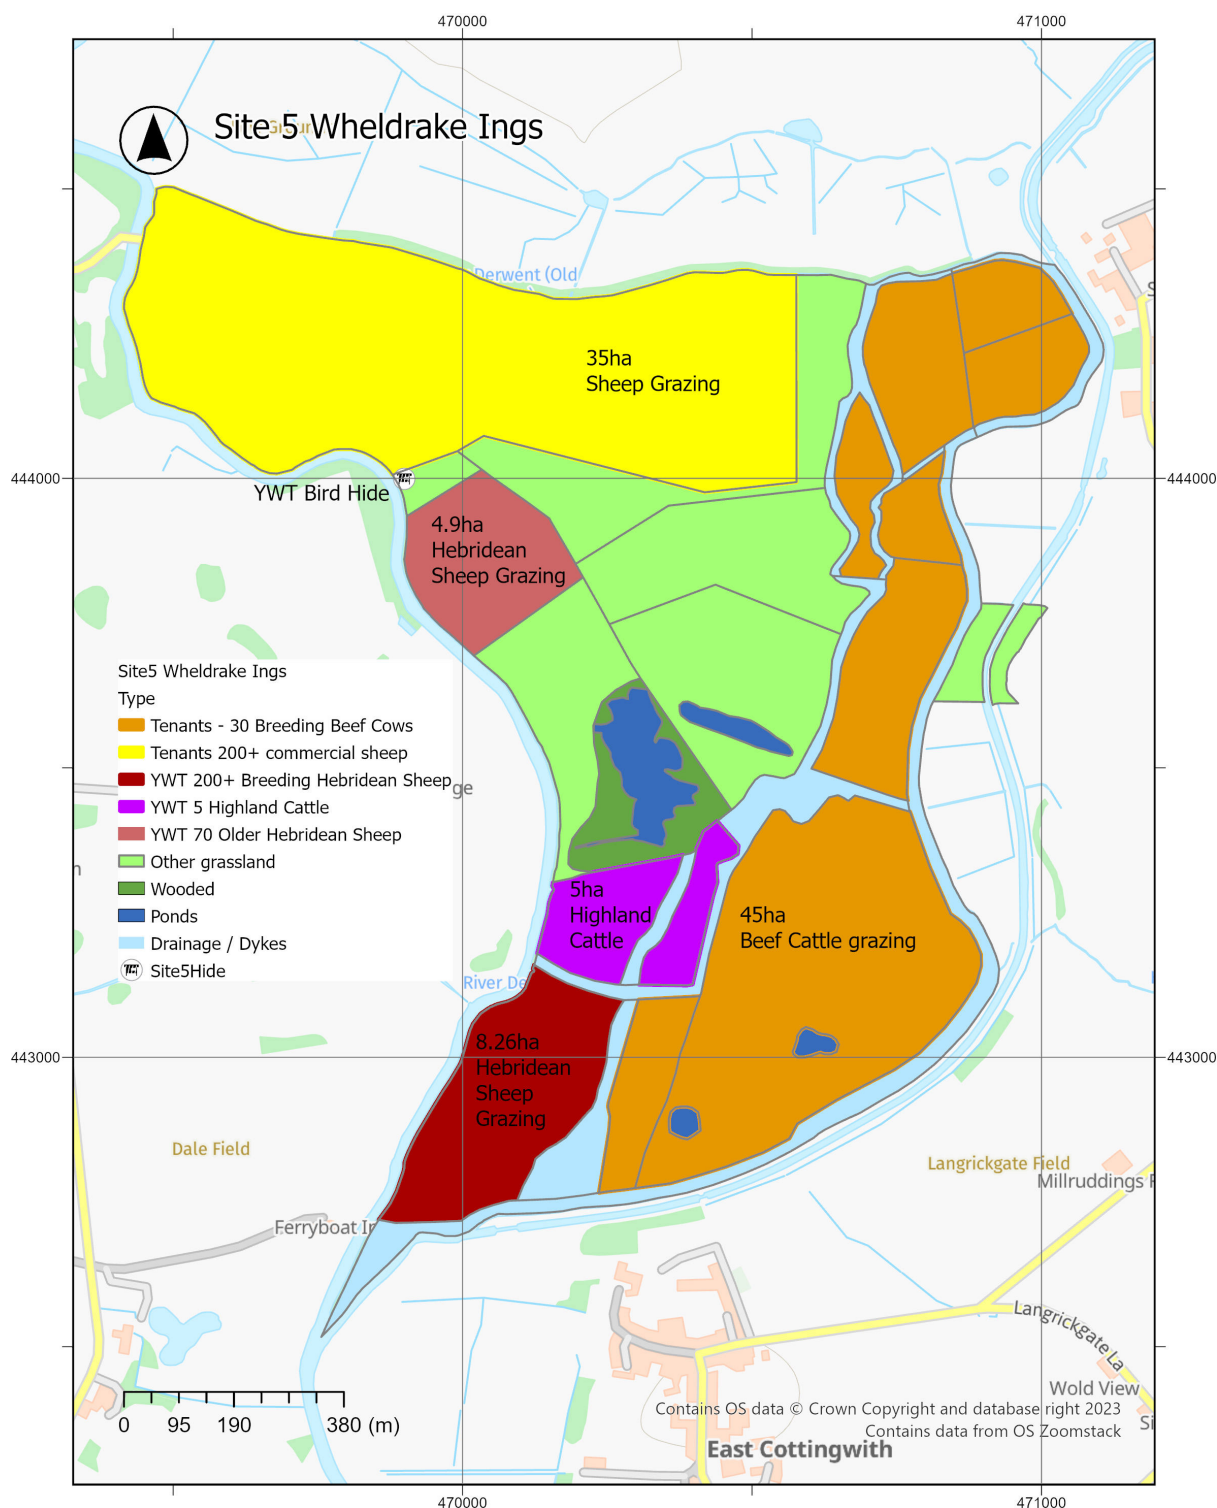 470000
471000
Site 5 Wheldrake Ings
Derwent (Old
35ha
Sheep Grazing
444000
444000
YWT Bird Hide
4.9ha
Hebridean
Sheep Grazing
Site5 Wheldrake Ings
Type
Tenants - 30 Breeding Beef Cows
Tenants 200+ commercial sheep
YWT 200+ Breeding Hebridean Sheep
YWT 5 Highland Cattle
YWT 70 Older Hebridean Sheep
Other grassland
Wooded
Ponds
Drainage / Dykes
Site5Hide
ge
5ha
Highland
Cattle
45ha
Beef Cattle grazing
River De
8.26ha
Hebridean
Sheep
Grazing
443000
443000
Dale Field
Langrickgate Field
Millruddings
Ferryboat In
Langrickgate La
Wold View
Si
0 95 190 380 (m)
Contains OS data © Crown Copyright and database right 2023
Contains data from OS Zoomstack
East Cottingwith
470000
471000